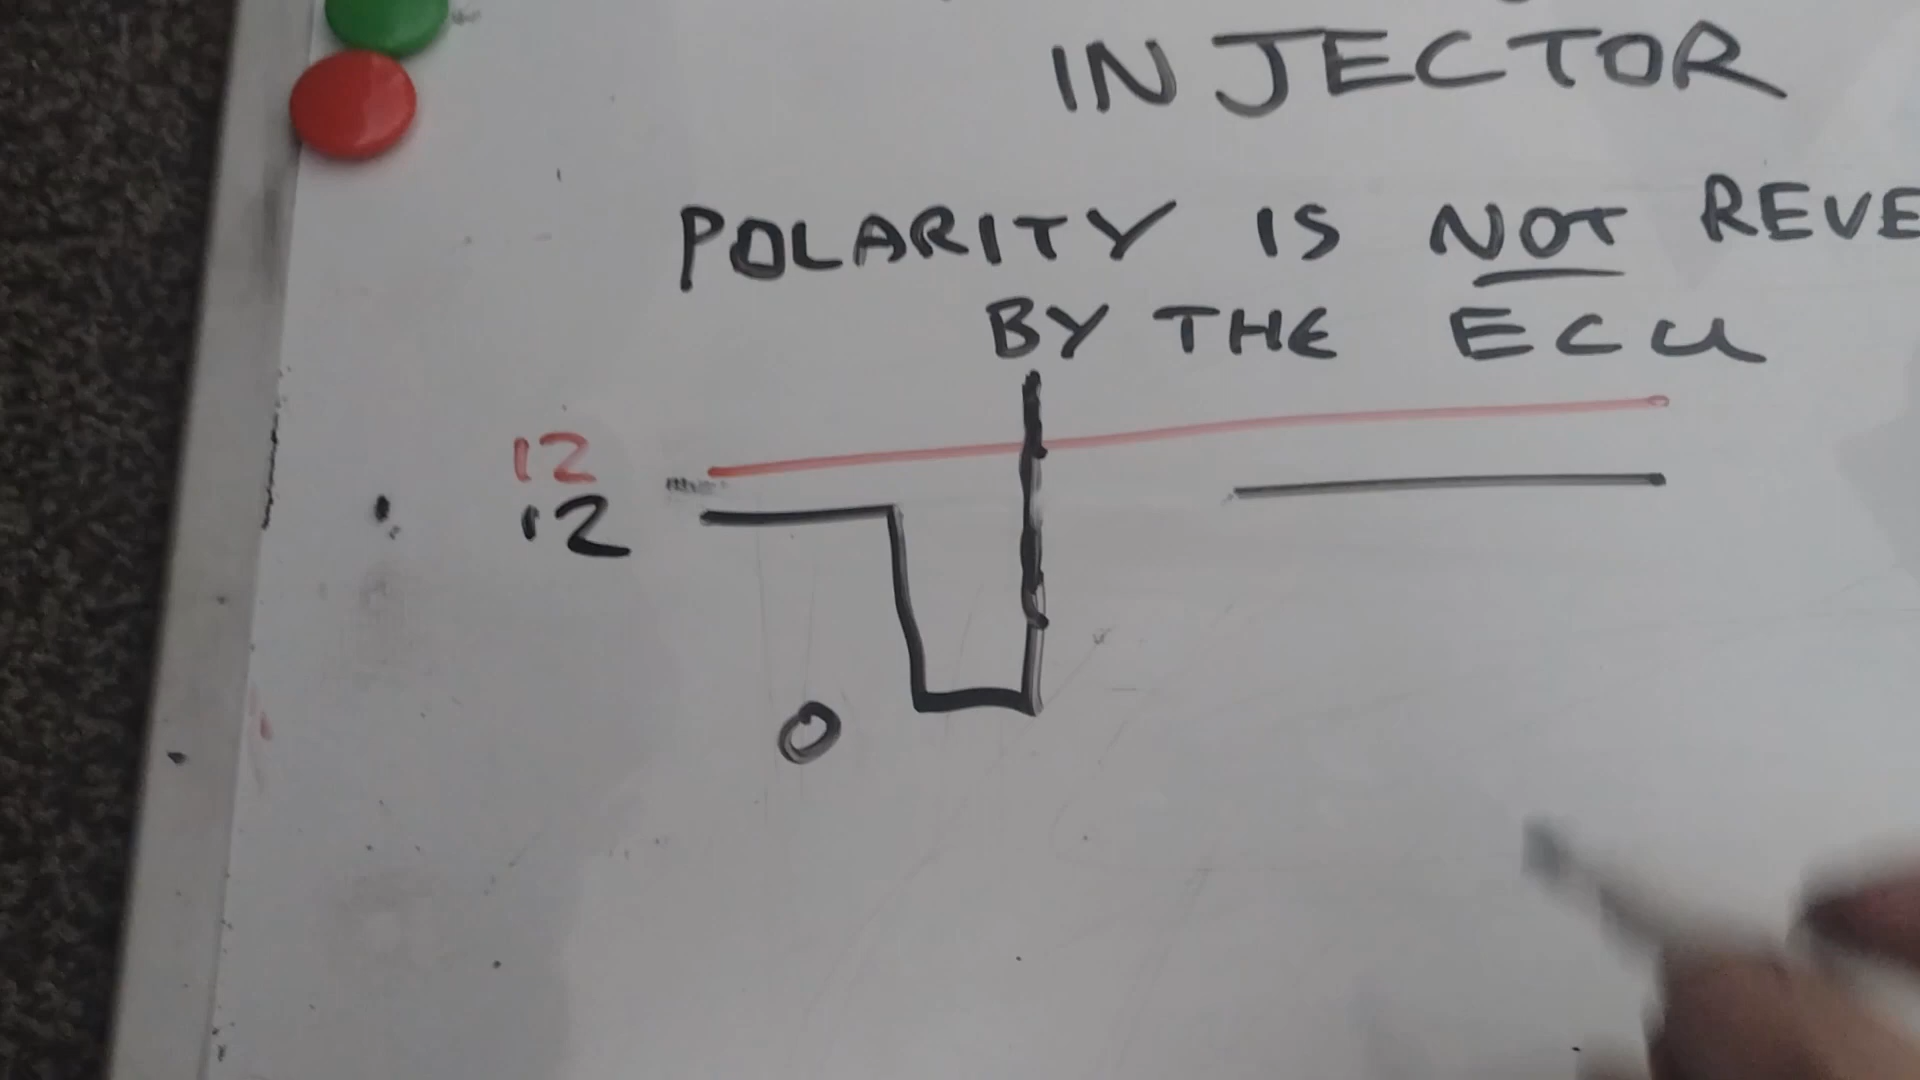 INJECTOR
POLARITY IS NOT REVE
BY THE ECU
12
12
0